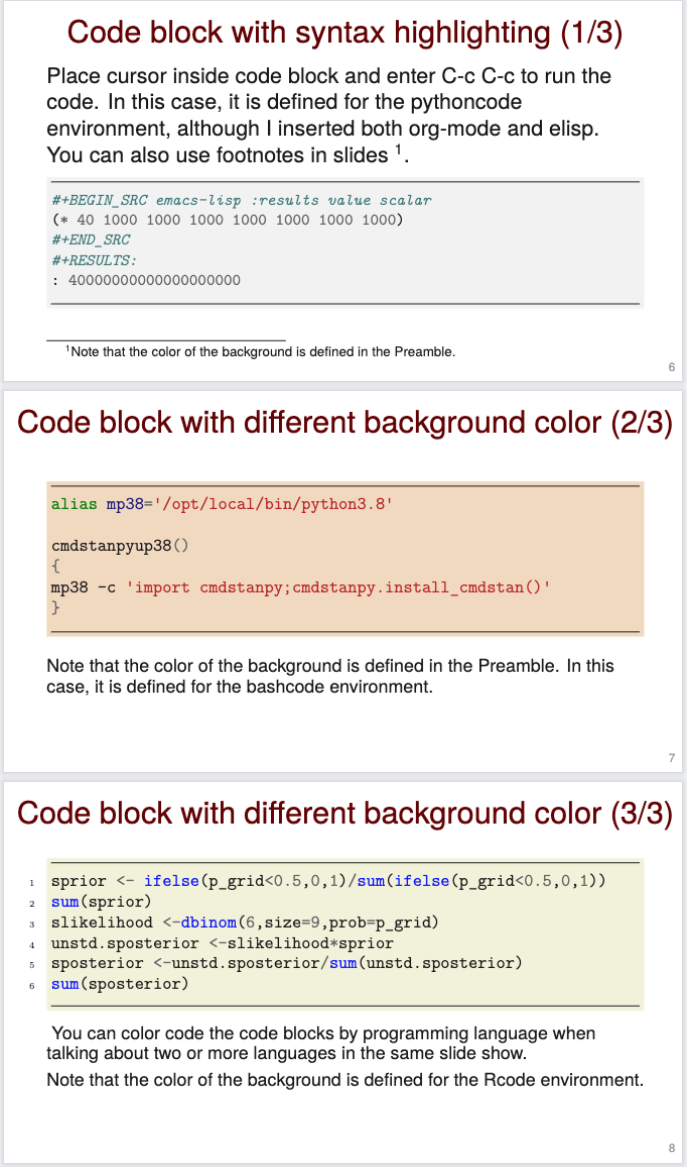 Code block with syntax highlighting (1/3)
Place cursor inside code block and enter C-c C-c to run the
code. In this case, it is defined for the pythoncode
environment, although I inserted both org-mode and elisp.
You can also use footnotes in slides ¹.
#+BEGIN_SRC emacs-lisp :results value scalar
(* 40 1000 1000 1000 1000 1000 1000 1000)
#+END_SRC
#+RESULTS:
: 40000000000000000000
¹Note that the color of the background is defined in the Preamble.
6
Code block with different background color (2/3)
alias mp38='/opt/local/bin/python3.8'
cmdstanpyup38()
{
mp38 -c 'import cmdstanpy;cmdstanpy.install_cmdstan()'
}
Note that the color of the background is defined in the Preamble. In this
case, it is defined for the bashcode environment.
7
Code block with different background color (3/3)
1 sprior <- ifelse(p_grid<0.5,0,1)/sum(ifelse(p_grid<0.5,0,1))
2 sum(sprior)
3 slikelihood <-dbinom(6,size=9,prob=p_grid)
4 unstd.sposterior <-slikelihood*sprior
5 sposterior <-unstd.sposterior/sum(unstd.sposterior)
6 sum(sposterior)
You can color code the code blocks by programming language when
talking about two or more languages in the same slide show.
Note that the color of the background is defined for the Rcode environment.
8